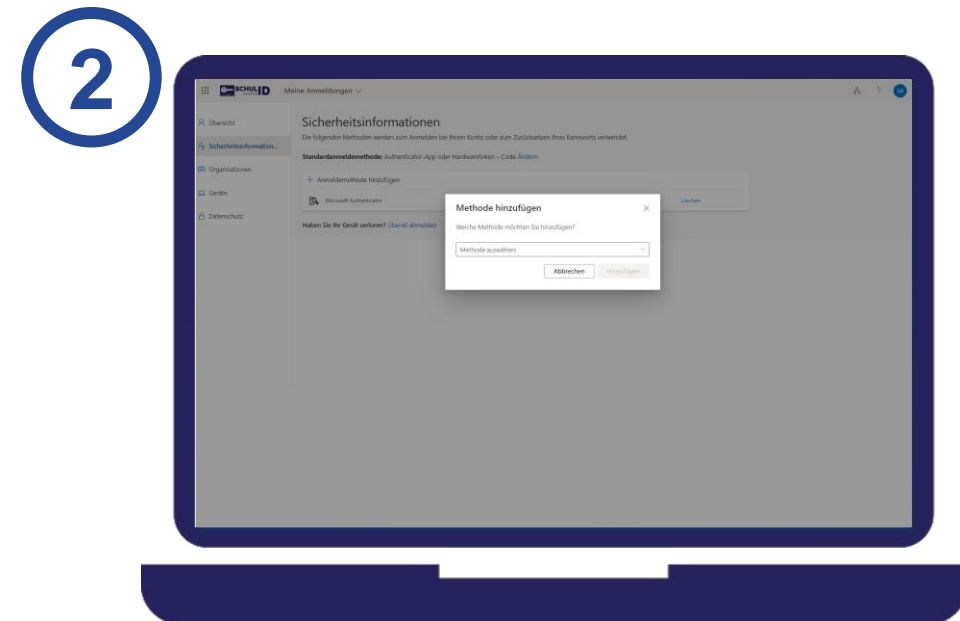 2
SCHULID Meine Anmeldungen ?
Übersicht
Sicherheitsinformation...
Organisationen
Geräte
Datenschutz
Sicherheitsinformationen
Die folgenden Methoden werden zum Anmelden bei Ihrem Konto oder zum Zurücksetzen Ihres Kennworts verwendet.
Standardanmeldemethode: Authenticator-App oder Hardwaretoken – Code Ändern
+ Anmeldemethode hinzufügen
Microsoft Authenticator Löschen
Haben Sie Ihr Gerät verloren? Überall abmelden
Methode hinzufügen
Welche Methode möchten Sie hinzufügen?
Methode auswählen
Abbrechen Hinzufügen